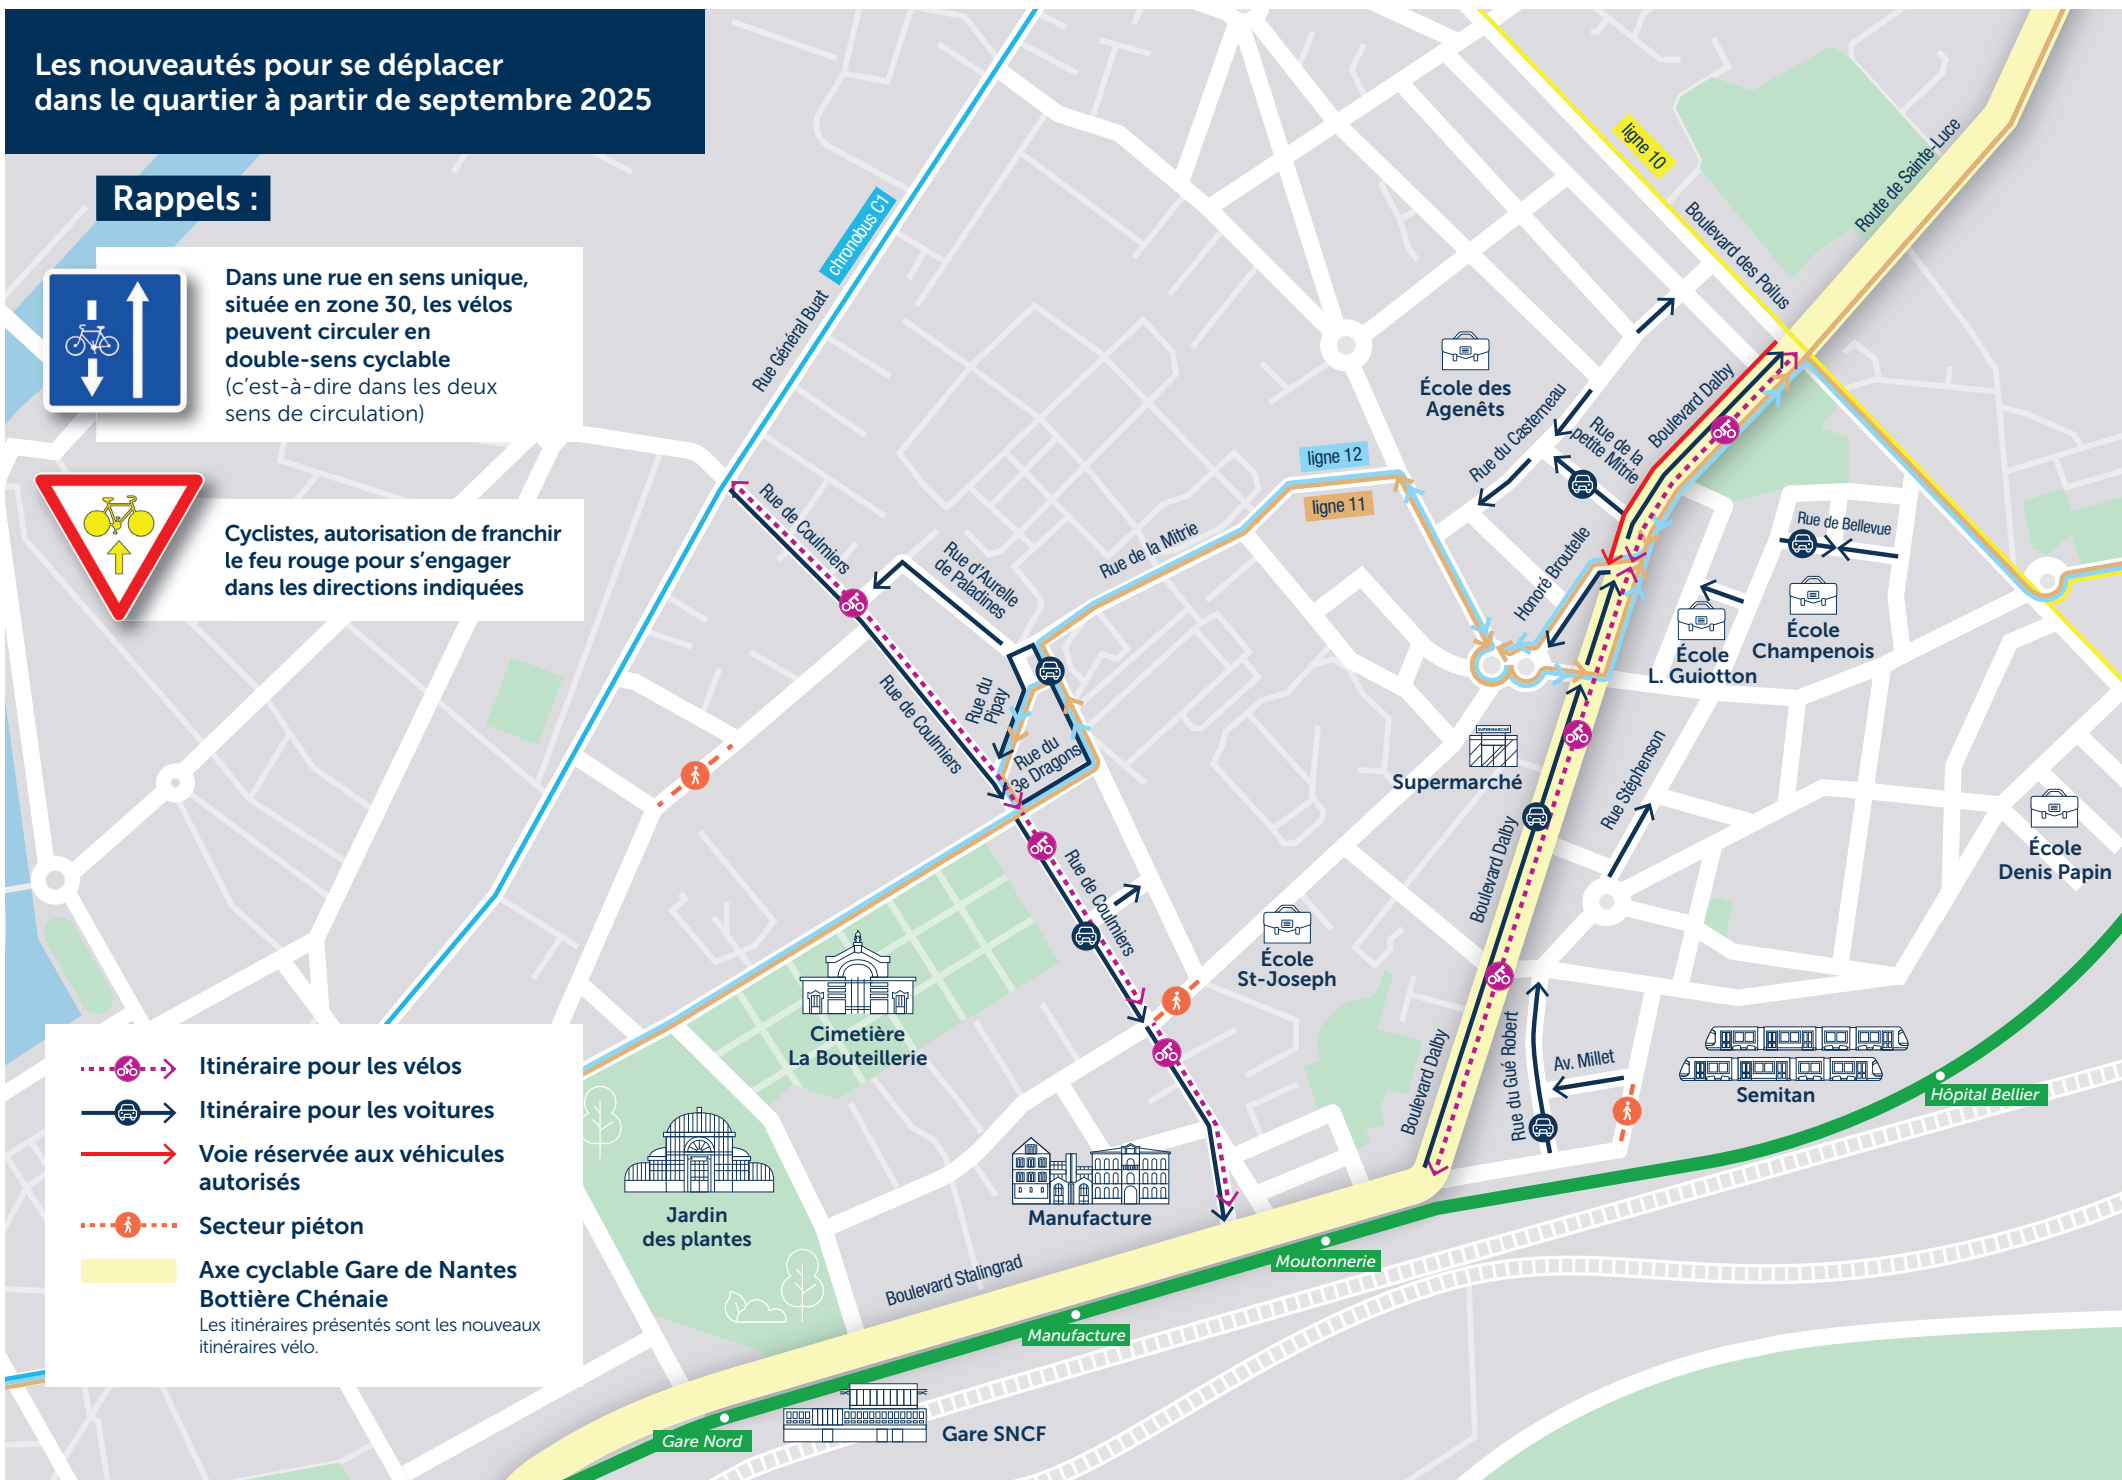 Les nouveautés pour se déplacer
dans le quartier à partir de septembre 2025
Rappels :
Dans une rue en sens unique,
située en zone 30, les vélos
peuvent circuler en
double-sens cyclable
(c'est-à-dire dans les deux
sens de circulation)
Cyclistes, autorisation de franchir
le feu rouge pour s'engager
dans les directions indiquées
chronobus C1
Rue Général Buat
ligne 10
Boulevard des Poilus
Route de Sainte-Luce
École des
Agenêts
Rue du Casterneau
Rue de la
petite Mitrie
Boulevard Dalby
ligne 12
ligne 11
Rue de la Mitrie
Rue de Coulmiers
Rue d'Aurelle
de Paladines
Honoré Broutelle
Rue de Bellevue
École
Champenois
École
L. Guiotton
Rue de Coulmiers
Rue du
Pipay
Rue du
3e Dragons
SUPERMARCHÉ
Supermarché
Rue Stéphenson
Boulevard Dalby
École
Denis Papin
Rue de Coulmiers
École
St-Joseph
Cimetière
La Bouteillerie
Boulevard Dalby
Rue du Gué Robert
Av. Millet
Semitan
Hôpital Bellier
Jardin
des plantes
Manufacture
Boulevard Stalingrad
Moutonnerie
Manufacture
Gare Nord
Gare SNCF
Itinéraire pour les vélos
Itinéraire pour les voitures
Voie réservée aux véhicules
autorisés
Secteur piéton
Axe cyclable Gare de Nantes
Bottière Chénaie
Les itinéraires présentés sont les nouveaux
itinéraires vélo.